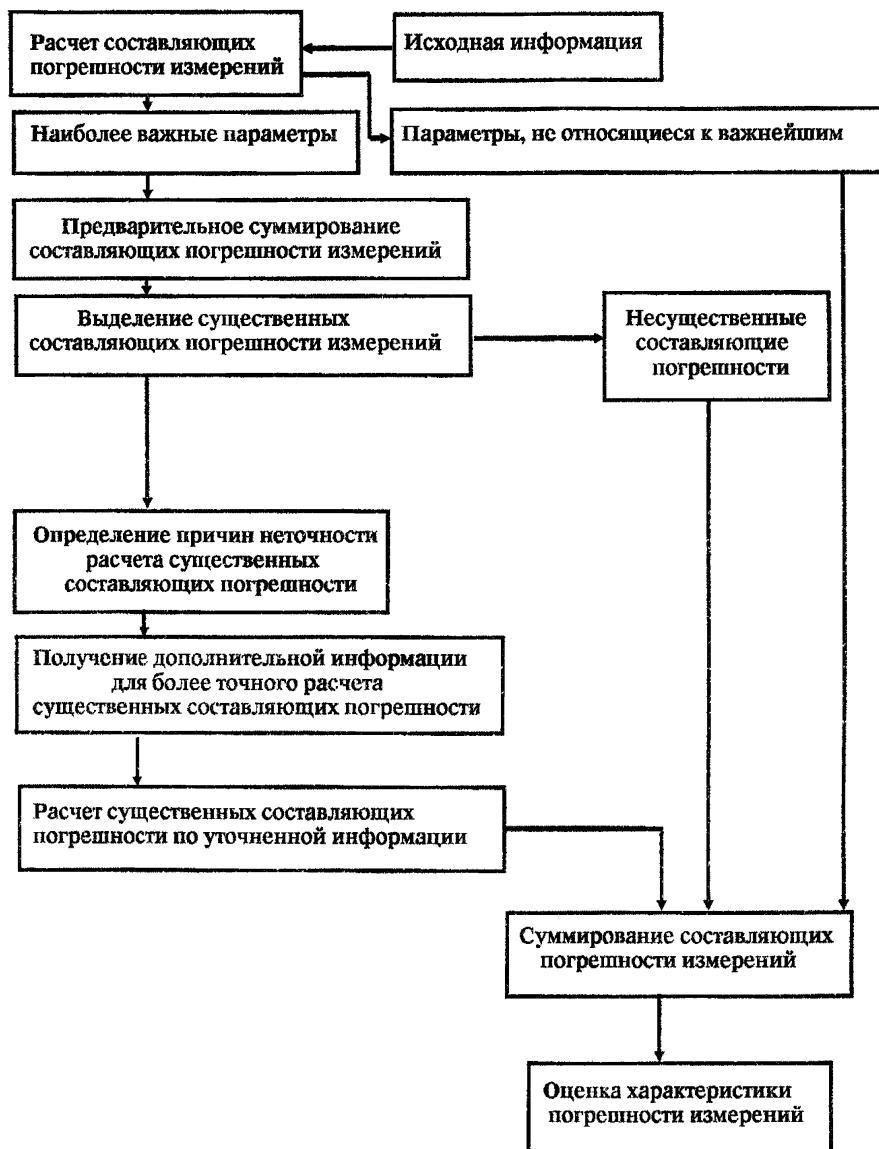 Расчет составляющих
погрешности измерений
Исходная информация
Наиболее важные параметры
Параметры, не относящиеся к важнейшим
Предварительное суммирование
составляющих погрешности измерений
Выделение существенных
составляющих погрешности измерений
Несущественные
составляющие
погрешности
Определение причин неточности
расчета существенных
составляющих погрешности
Получение дополнительной информации
для более точного расчета
существенных составляющих погрешности
Расчет существенных составляющих
погрешности по уточненной информации
Суммирование составляющих
погрешности измерений
Оценка характеристики
погрешности измерений